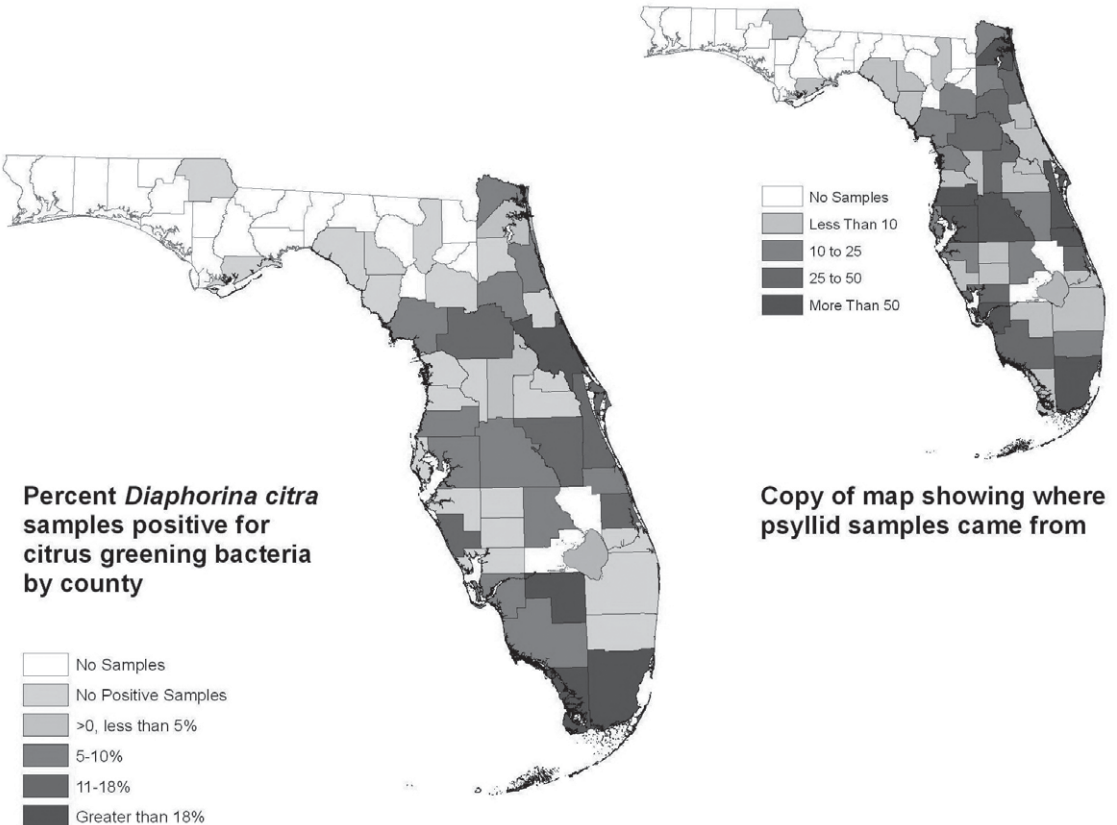 No Samples
Less Than 10
10 to 25
25 to 50
More Than 50
Copy of map showing where
psyllid samples came from
Percent Diaphorina citra
samples positive for
citrus greening bacteria
by county
No Samples
No Positive Samples
>0, less than 5%
5-10%
11-18%
Greater than 18%